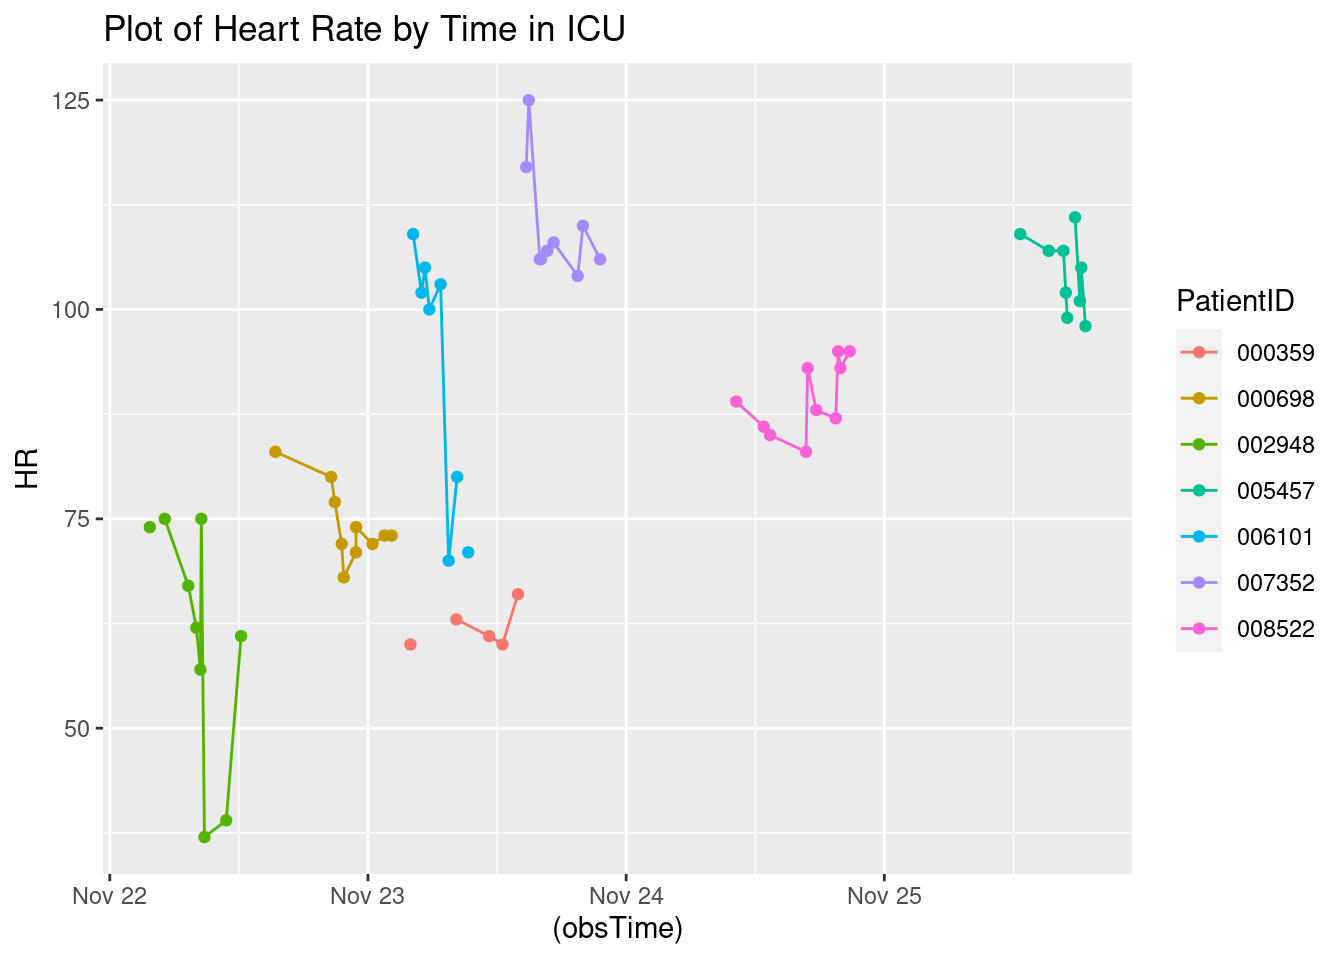 Plot of Heart Rate by Time in ICU
125
100
75
50
HR
Nov 22
Nov 23
Nov 24
Nov 25
(obsTime)
PatientID
000359
000698
002948
005457
006101
007352
008522